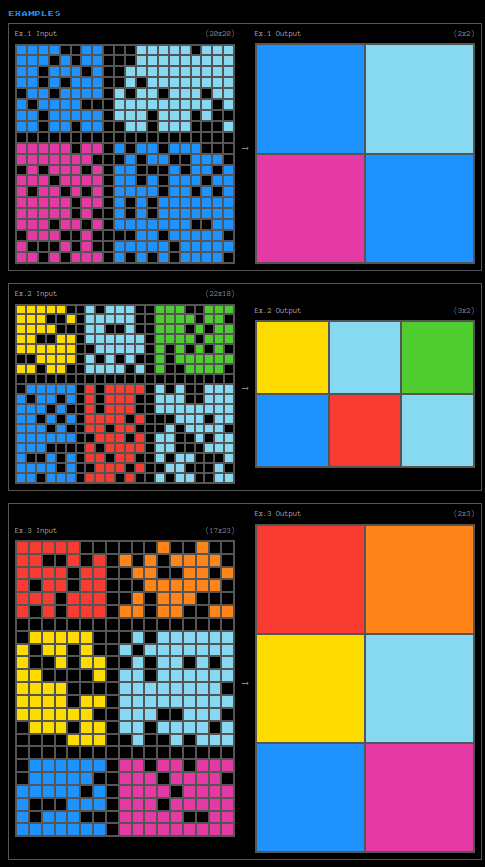 EXAMPLES
Ex.1 Input (20x20) Ex.1 Output (2x2)
→
Ex.2 Input (22x18) Ex.2 Output (3x2)
→
Ex.3 Input (17x23) Ex.3 Output (2x3)
→